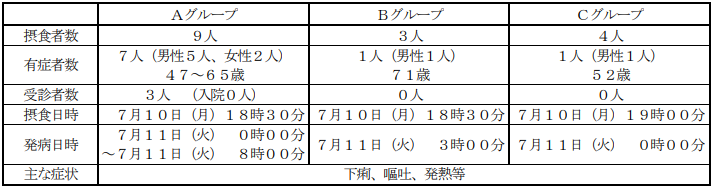 Aグループ Bグループ Cグループ
摂食者数 9人 3人 4人
有症者数 7人(男性5人、女性2人) 47~65歳 1人(男性1人) 71歳 1人(男性1人) 52歳
受診者数 3人 (入院0人) 0人 0人
摂食日時 7月10日(月)18時30分 7月10日(月)18時30分 7月10日(月)19時00分
発病日時 7月11日(火) 0時00分 ~7月11日(火) 8時00分 7月11日(火) 3時00分 7月11日(火) 0時00分
主な症状 下痢、嘔吐、発熱等